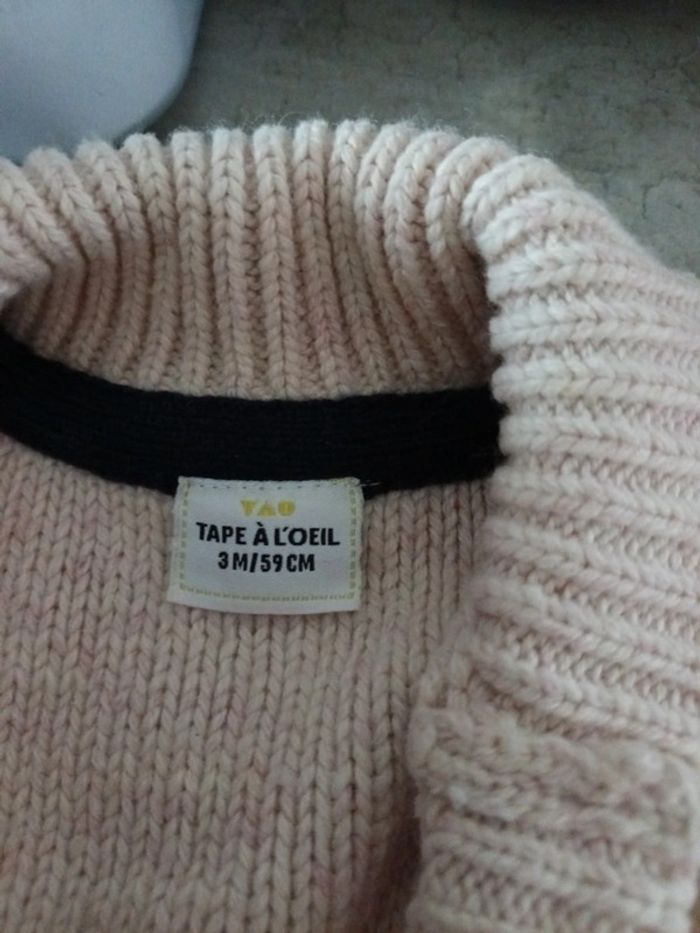 TAO
TAPE À L'OEIL
3M/59CM